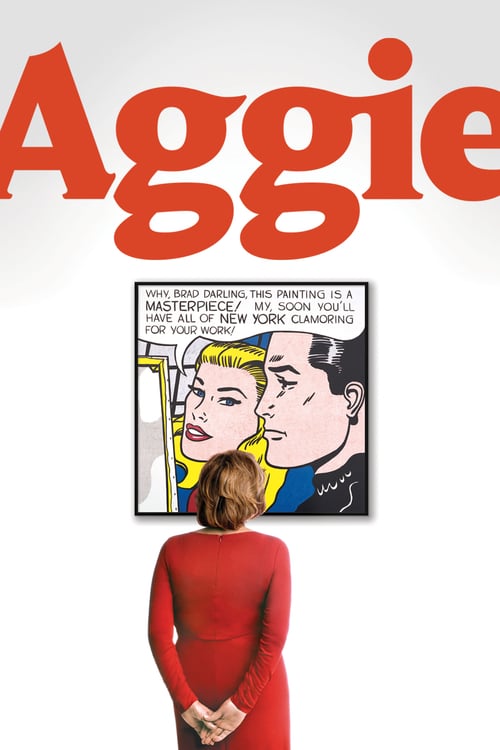 Aggie
WHY, BRAD DARLING, THIS PAINTING IS A
MASTERPIECE! MY, SOON YOU'LL
HAVE ALL OF NEW YORK CLAMORING
FOR YOUR WORK!